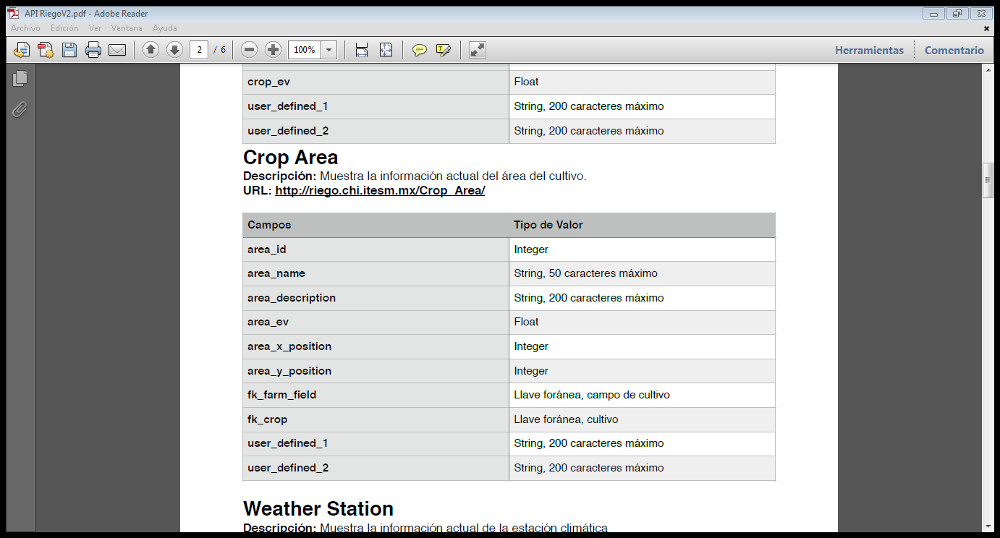 API RiegoV2.pdf - Adobe Reader
Archivo Edición Ver Ventana Ayuda
2 / 6 100% Herramientas Comentario
crop_ev Float
user_defined_1 String, 200 caracteres máximo
user_defined_2 String, 200 caracteres máximo
Crop Area
Descripción: Muestra la información actual del área del cultivo.
URL: http://riego.chi.itesm.mx/Crop_Area/
Campos Tipo de Valor
area_id Integer
area_name String, 50 caracteres máximo
area_description String, 200 caracteres máximo
area_ev Float
area_x_position Integer
area_y_position Integer
fk_farm_field Llave foránea, campo de cultivo
fk_crop Llave foránea, cultivo
user_defined_1 String, 200 caracteres máximo
user_defined_2 String, 200 caracteres máximo
Weather Station
Descripción: Muestra la información actual de la estación climática